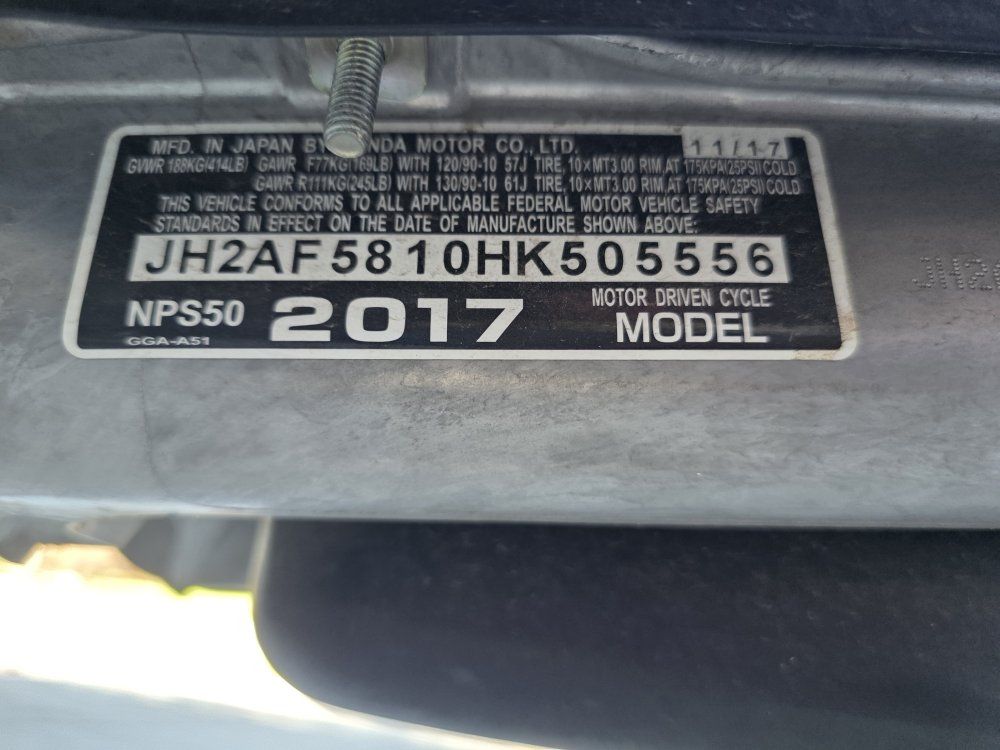 MFD. IN JAPAN BY HONDA MOTOR CO., LTD. 11/17
GVWR 188KG(414LB) GAWR F77KG(169LB) WITH 120/90-10 57J TIRE, 10×MT3.00 RIM, AT 175KPA(25PSI)COLD
GAWR R111KG(245LB) WITH 130/90-10 61J TIRE, 10×MT3.00 RIM, AT 175KPA(25PSI)COLD
THIS VEHICLE CONFORMS TO ALL APPLICABLE FEDERAL MOTOR VEHICLE SAFETY
STANDARDS IN EFFECT ON THE DATE OF MANUFACTURE SHOWN ABOVE:
JH2AF5810HK505556
NPS50 2017 MOTOR DRIVEN CYCLE
MODEL
GGA-A51